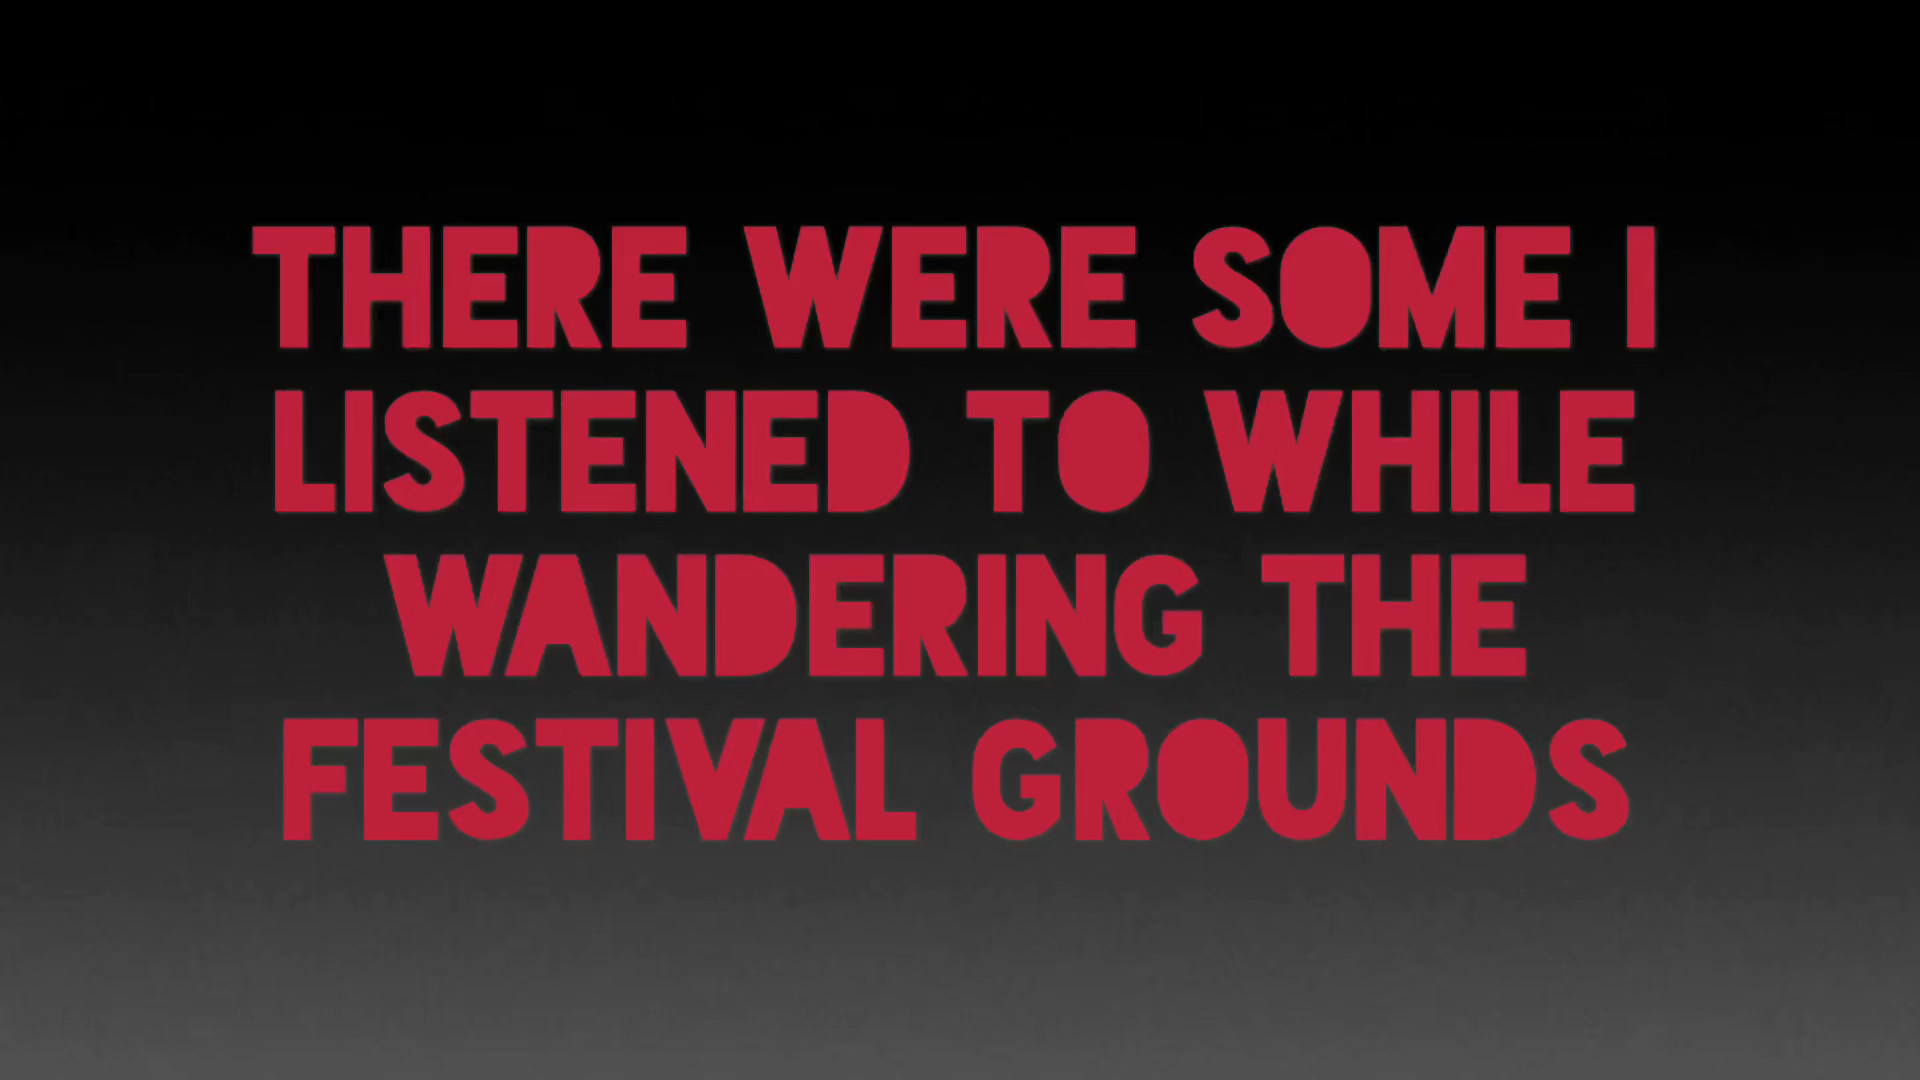 THERE WERE SOME I
LISTENED TO WHILE
WANDERING THE
FESTIVAL GROUNDS